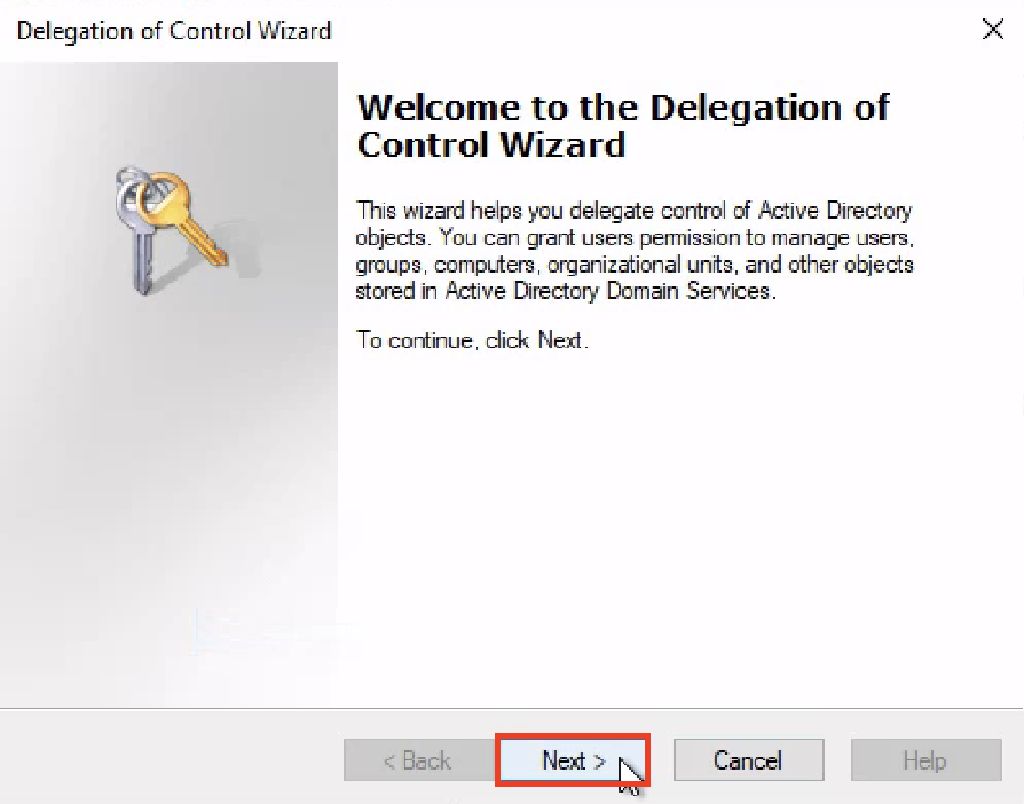 Delegation of Control Wizard
Welcome to the Delegation of
Control Wizard
This wizard helps you delegate control of Active Directory
objects. You can grant users permission to manage users,
groups, computers, organizational units, and other objects
stored in Active Directory Domain Services.
To continue, click Next.
< Back
Next >
Cancel
Help